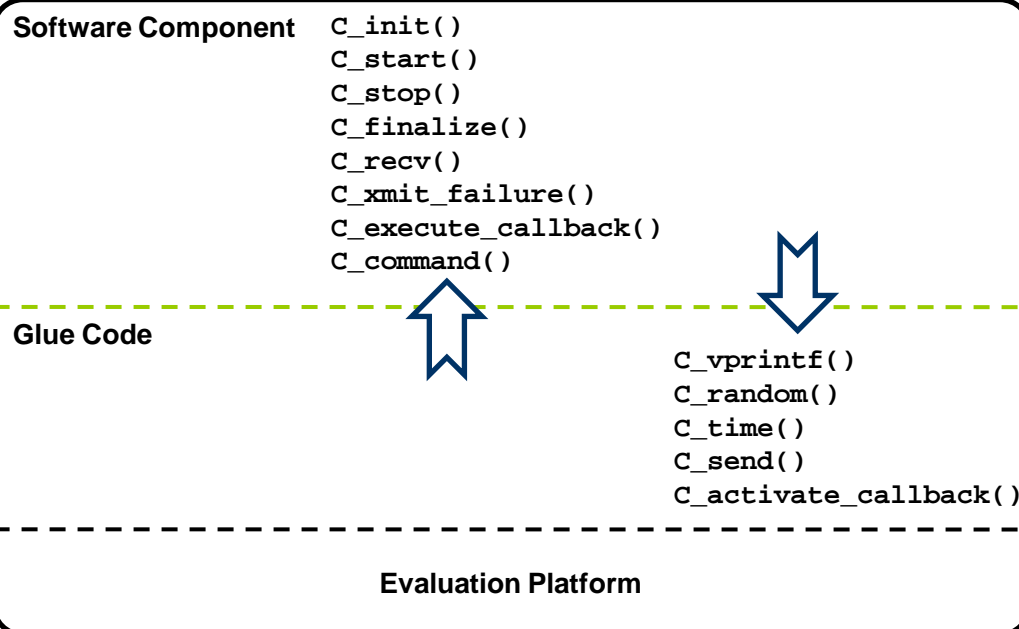 Software Component
C_init()
C_start()
C_stop()
C_finalize()
C_recv()
C_xmit_failure()
C_execute_callback()
C_command()
Glue Code
C_vprintf()
C_random()
C_time()
C_send()
C_activate_callback()
Evaluation Platform